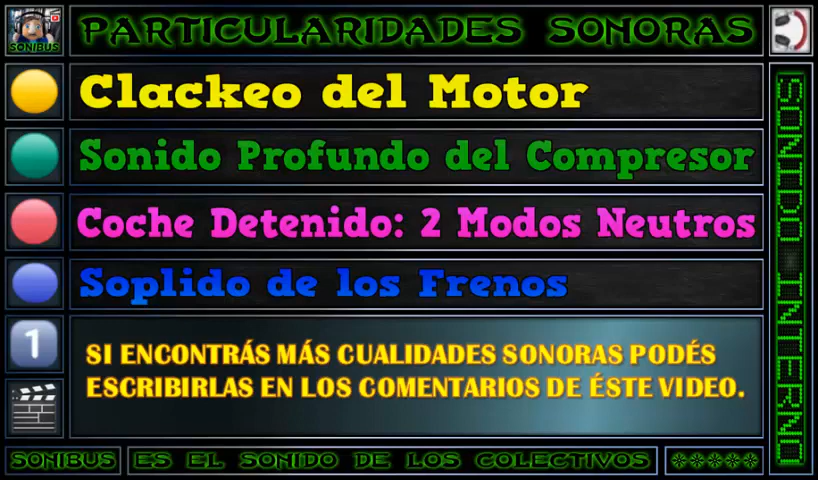 SONIBUS
PARTICULARIDADES SONORAS
Clackeo del Motor
Sonido Profundo del Compresor
Coche Detenido: 2 Modos Neutros
Soplido de los Frenos
1
SI ENCONTRÁS MÁS CUALIDADES SONORAS PODÉS
ESCRIBIRLAS EN LOS COMENTARIOS DE ÉSTE VIDEO.
SONIDO INTERNO
SONIBUS
ES EL SONIDO DE LOS COLECTIVOS
*****